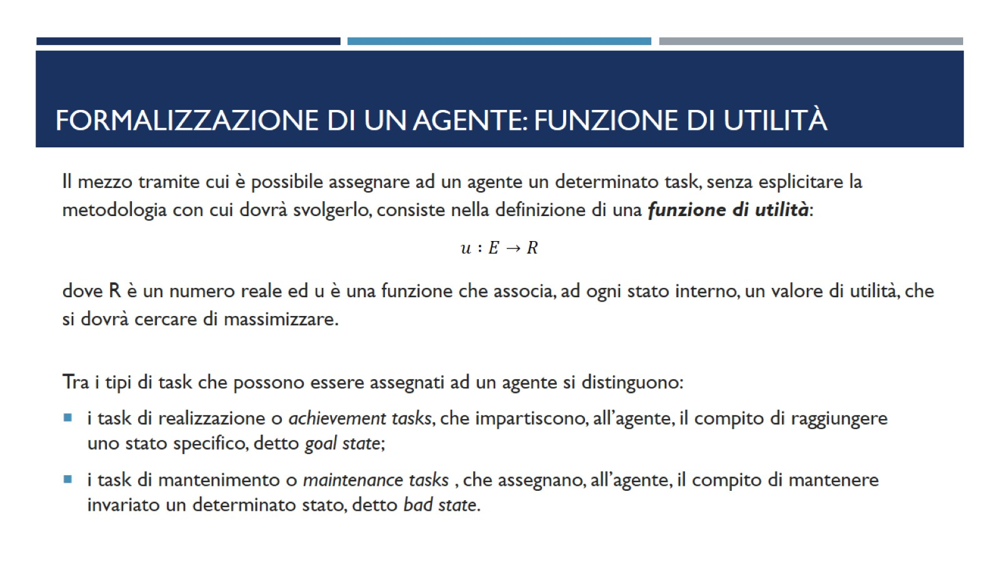 FORMALIZZAZIONE DI UN AGENTE: FUNZIONE DI UTILITÀ
Il mezzo tramite cui è possibile assegnare ad un agente un determinato task, senza esplicitare la
metodologia con cui dovrà svolgerlo, consiste nella definizione di una funzione di utilità:
u : E → R
dove R è un numero reale ed u è una funzione che associa, ad ogni stato interno, un valore di utilità, che
si dovrà cercare di massimizzare.
Tra i tipi di task che possono essere assegnati ad un agente si distinguono:
i task di realizzazione o achievement tasks, che impartiscono, all’agente, il compito di raggiungere
uno stato specifico, detto goal state;
i task di mantenimento o maintenance tasks , che assegnano, all’agente, il compito di mantenere
invariato un determinato stato, detto bad state.